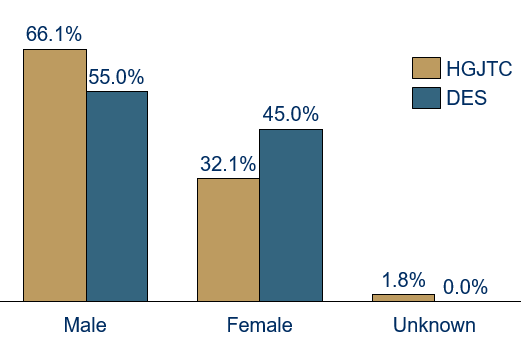 66.1%
55.0%
32.1%
45.0%
1.8%
0.0%
HGJTC
DES
Male
Female
Unknown